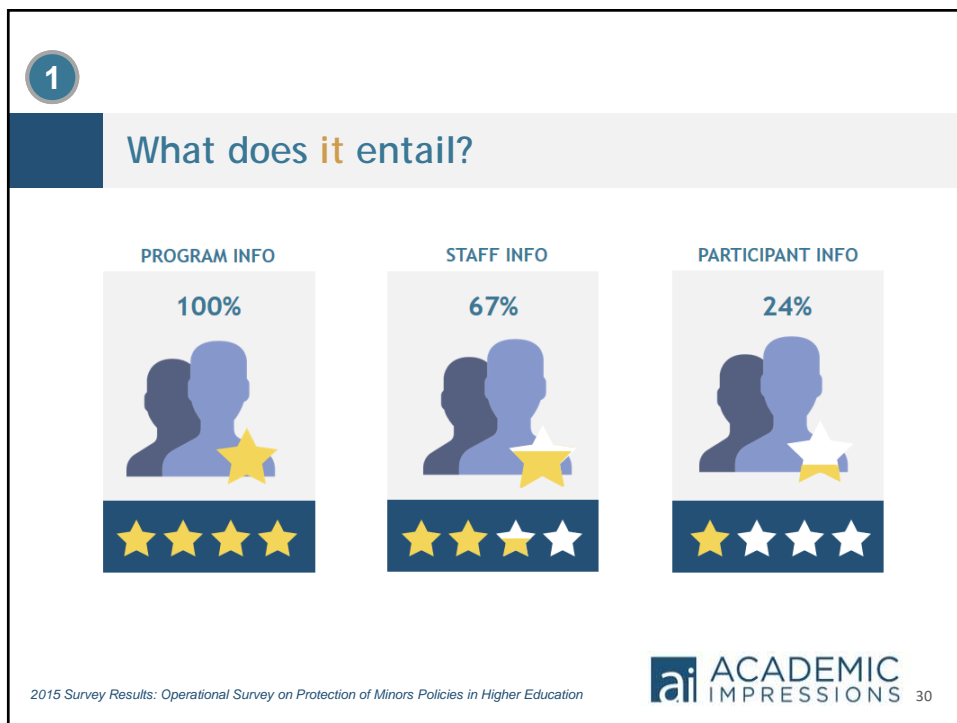 1
What does it entail?
PROGRAM INFO
100%
STAFF INFO
67%
PARTICIPANT INFO
24%
2015 Survey Results: Operational Survey on Protection of Minors Policies in Higher Education
ai ACADEMIC
IMPRESSIONS
30